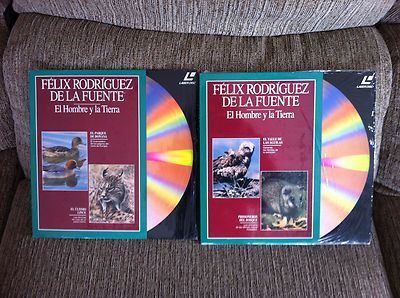 FÉLIX RODRÍGUEZ
DE LA FUENTE
El Hombre y la Tierra
EL PARQUE
DE DOÑANA
EL ÚLTIMO
LINCE
LASERDISC
FÉLIX RODRÍGUEZ
DE LA FUENTE
El Hombre y la Tierra
EL VALLE DE
LAS ÁGUILAS
PRISIONEROS
DEL BOSQUE
LASERDISC